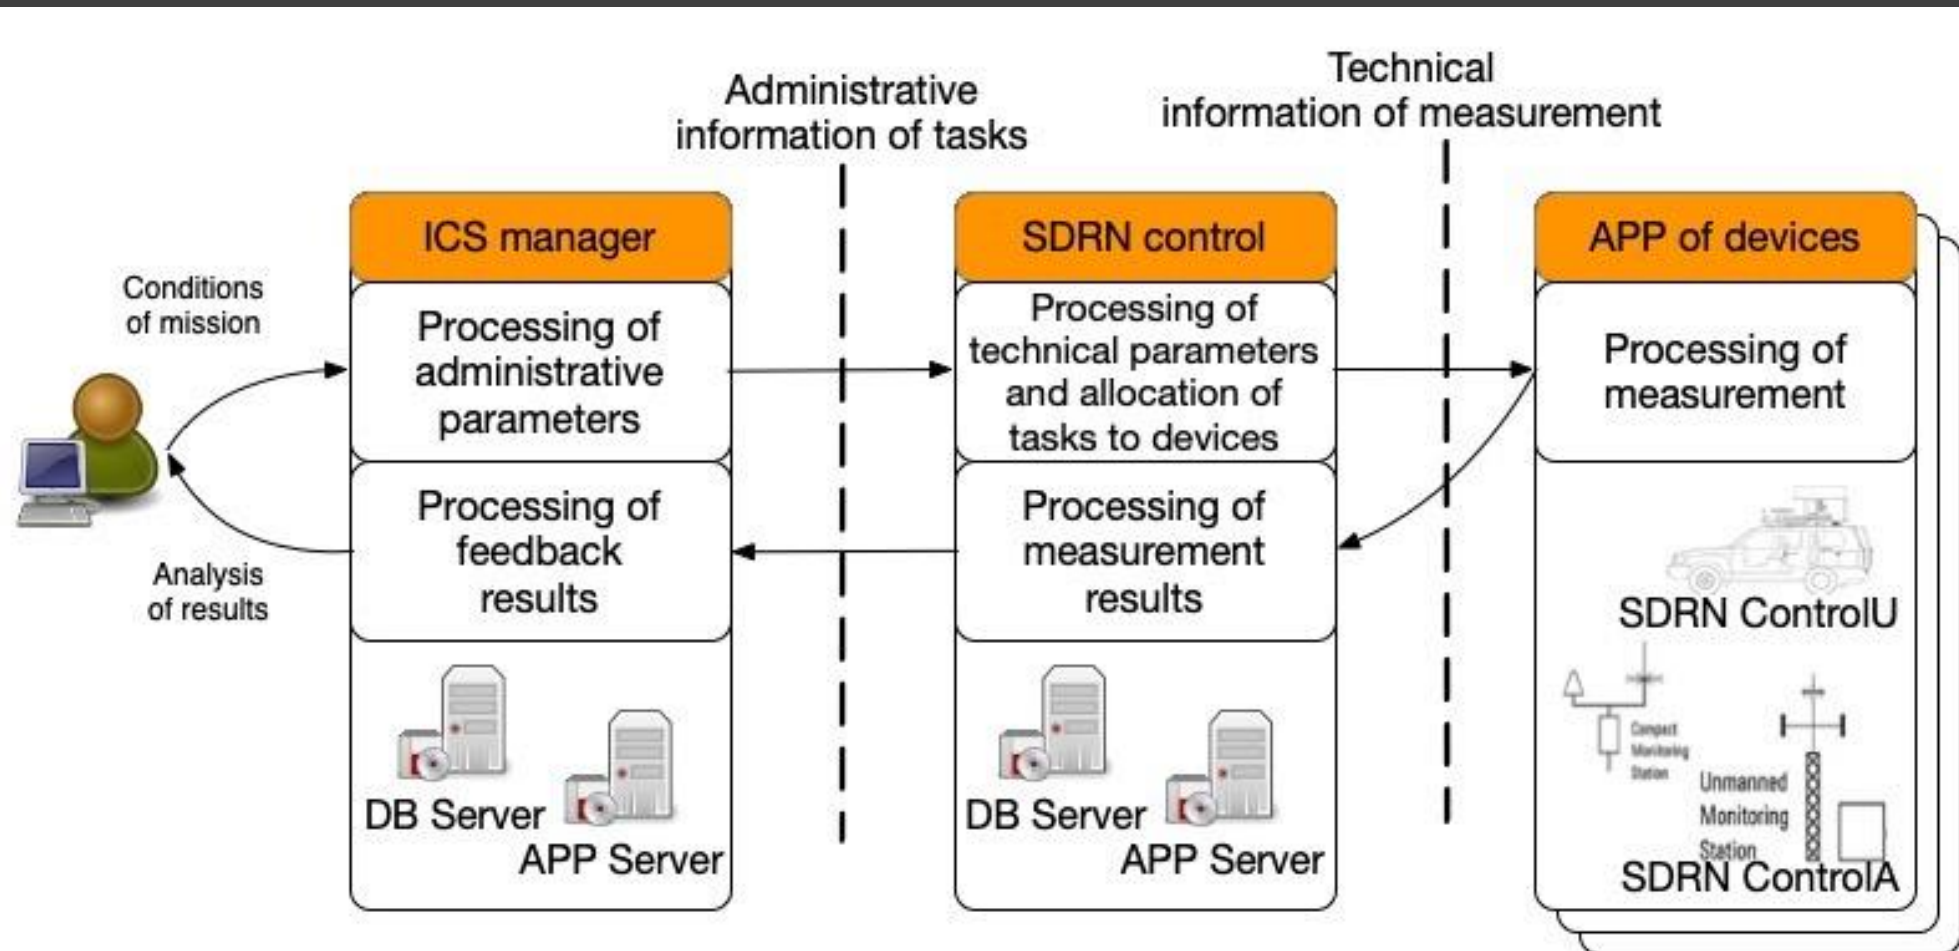 Administrative
information of tasks
Technical
information of measurement
Conditions
of mission
Analysis
of results
ICS manager
Processing of
administrative
parameters
Processing of
feedback
results
DB Server
APP Server
SDRN control
Processing of
technical parameters
and allocation of
tasks to devices
Processing of
measurement
results
DB Server
APP Server
APP of devices
Processing of
measurement
SDRN ControlU
Compact
Monitoring
Station
Unmanned
Monitoring
Station
SDRN ControlA